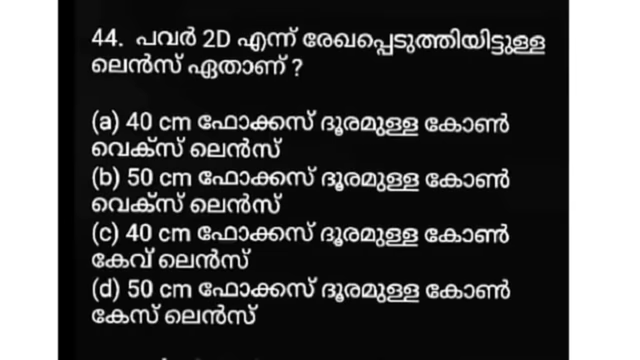 44. പവർ 2D എന്ന് രേഖപ്പെടുത്തിയിട്ടുള്ള
ലെൻസ് ഏതാണ് ?
(a) 40 cm ഫോക്കസ് ദൂരമുള്ള കോൺ
വെക്സ് ലെൻസ്
(b) 50 cm ഫോക്കസ് ദൂരമുള്ള കോൺ
വെക്സ് ലെൻസ്
(c) 40 cm ഫോക്കസ് ദൂരമുള്ള കോൺ
കേവ് ലെൻസ്
(d) 50 cm ഫോക്കസ് ദൂരമുള്ള കോൺ
കേസ് ലെൻസ്